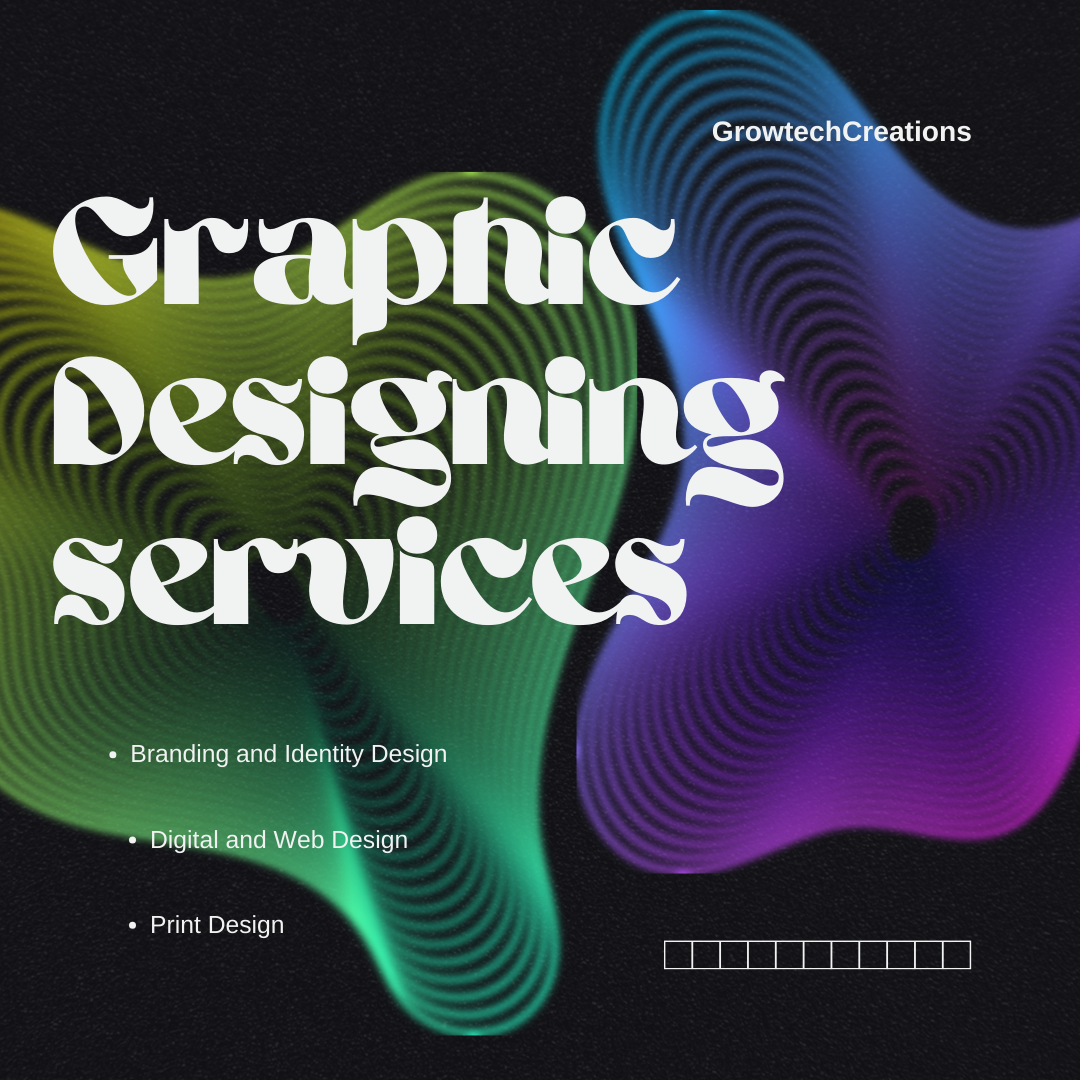 GrowtechCreations
Graphic
Designing
services
• Branding and Identity Design
• Digital and Web Design
• Print Design